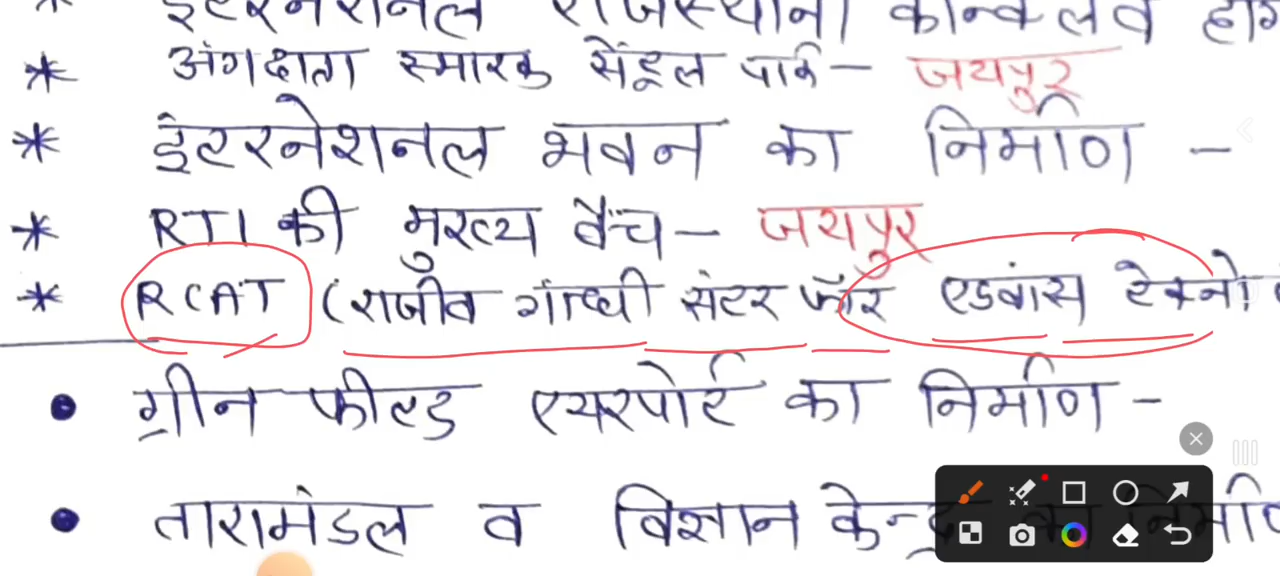 * इंटरनेशनल राजस्थानी कॉन्क्लेव
* अंगदाता स्मारक सेंट्रल पार्क – जयपुर
* इंटरनेशनल भवन का निर्माण –
* RTI की मुख्य बैंच – जयपुर
* RCAT (राजीव गांधी सेंटर फॉर एडवांस टेक्नो
• ग्रीन फील्ड एयरपोर्ट का निर्माण –
• तारामंडल व विज्ञान केन्द्र का निर्माण